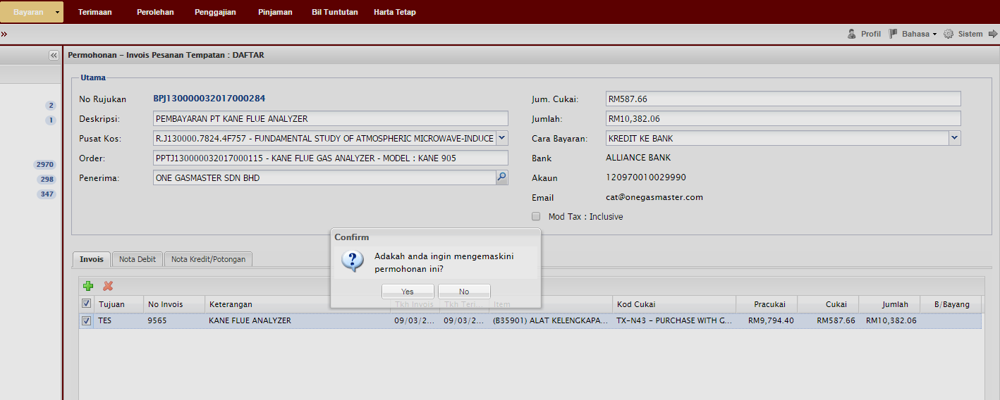 Bayaran Terimaan Perolehan Penggajian Pinjaman Bil Tuntutan Harta Tetap
» Profil Bahasa Sistem
« Permohonan - Invois Pesanan Tempatan : DAFTAR
Utama
2
1
2970
298
347
No Rujukan BPJ130000032017000284
Deskripsi: PEMBAYARAN PT KANE FLUE ANALYZER
Pusat Kos: R.J130000.7824.4F757 - FUNDAMENTAL STUDY OF ATMOSPHERIC MICROWAVE-INDUCE
Order: PPTJ130000032017000115 - KANE FLUE GAS ANALYZER - MODEL : KANE 905
Penerima: ONE GASMASTER SDN BHD
Jum. Cukai: RM587.66
Jumlah: RM10,382.06
Cara Bayaran: KREDIT KE BANK
Bank ALLIANCE BANK
Akaun 120970010029990
Email cat@onegasmaster.com
Mod Tax : Inclusive
Confirm
Adakah anda ingin mengemaskini
permohonan ini?
Yes No
Invois Nota Debit Nota Kredit/Potongan
Tujuan No Invois Keterangan Tkh Invois Tkh Teri... Item Kod Cukai Pracukai Cukai Jumlah B/Bayang
TES 9565 KANE FLUE ANALYZER 09/03/2... 09/03/2... (B35901) ALAT KELENGKAPA... TX-N43 - PURCHASE WITH G... RM9,794.40 RM587.66 RM10,382.06